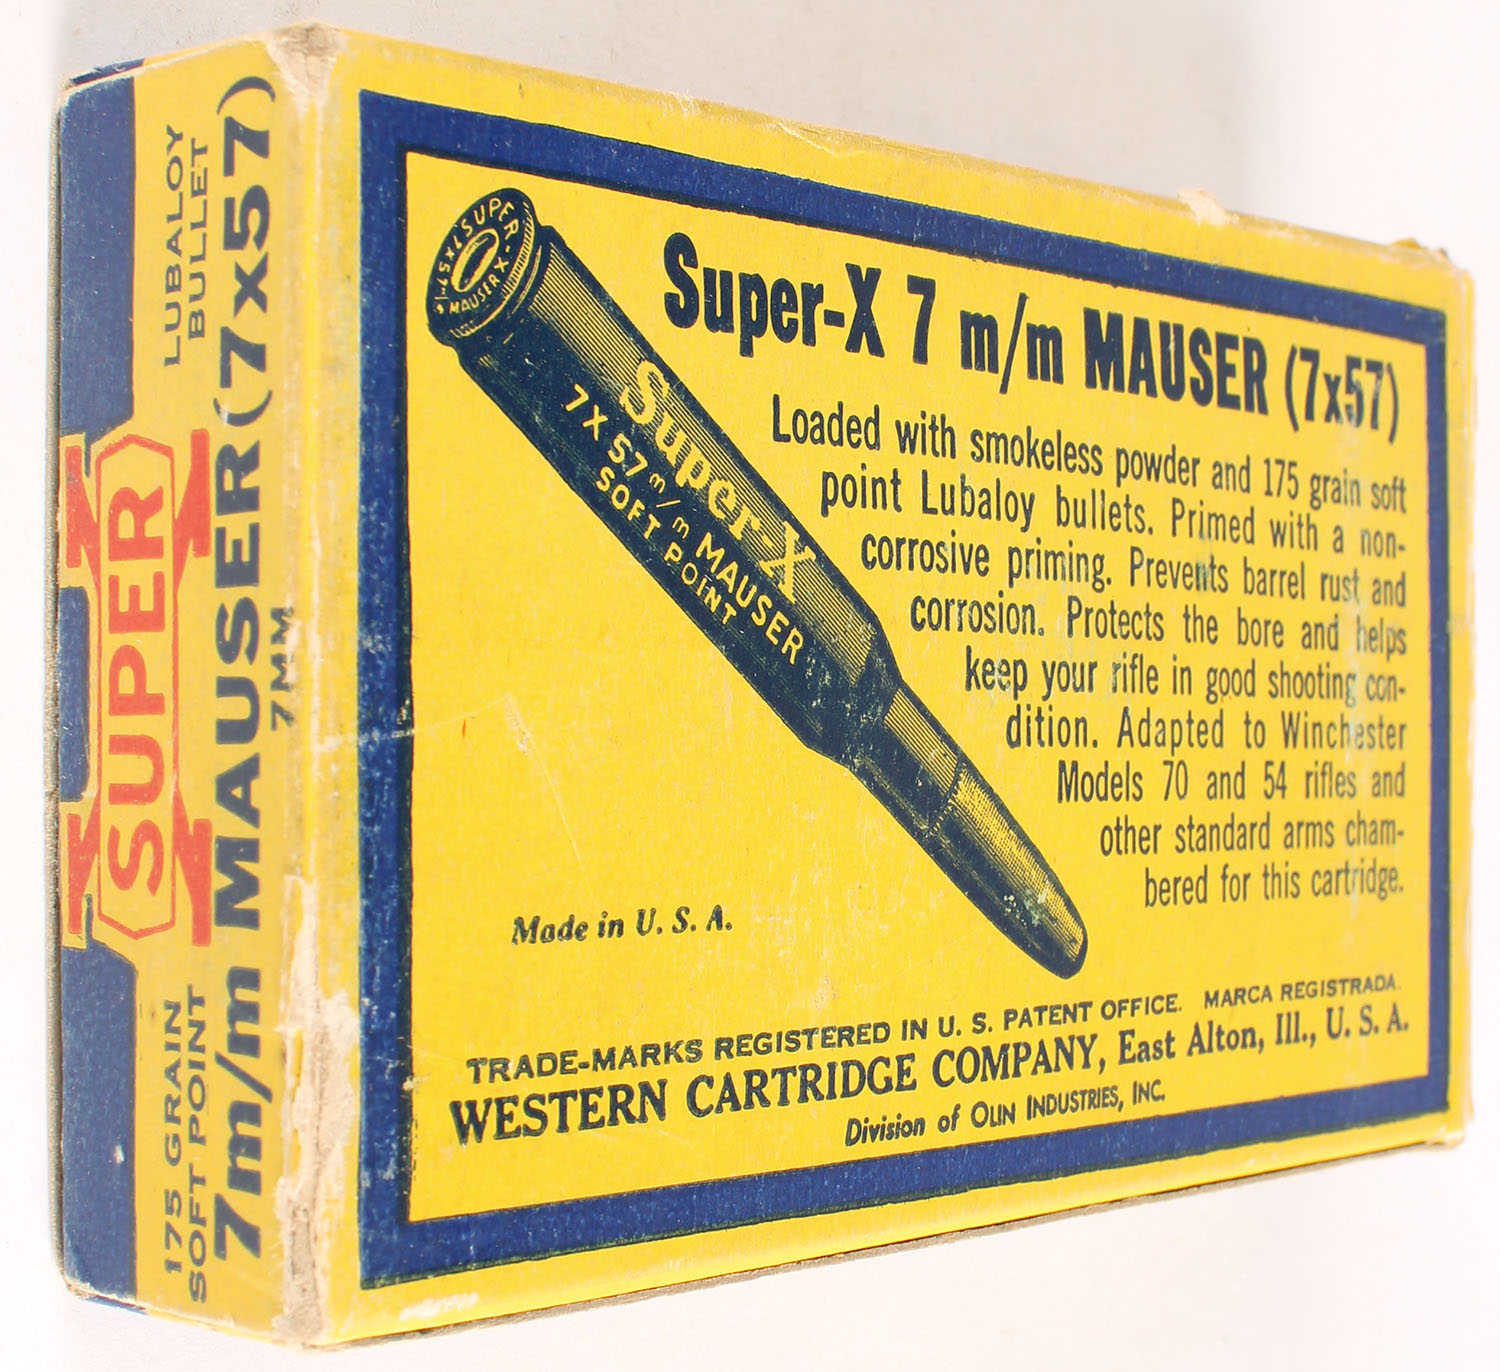 175 GRAIN
SOFT POINT
SUPER
X
LUBALOY
BULLET
7m/m MAUSER (7x57)
7MM
SUPER-X
7x57 m/m
MAUSER
Super-X
7 X 57 m/m MAUSER
SOFT POINT
Super-X 7 m/m MAUSER (7x57)
Loaded with smokeless powder and 175 grain soft
point Lubaloy bullets. Primed with a non-
corrosive priming. Prevents barrel rust and
corrosion. Protects the bore and helps
keep your rifle in good shooting con-
dition. Adapted to Winchester
Models 70 and 54 rifles and
other standard arms cham-
bered for this cartridge.
Made in U. S. A.
TRADE-MARKS REGISTERED IN U. S. PATENT OFFICE. MARCA REGISTRADA.
WESTERN CARTRIDGE COMPANY, East Alton, Ill., U. S. A.
Division of OLIN INDUSTRIES, INC.